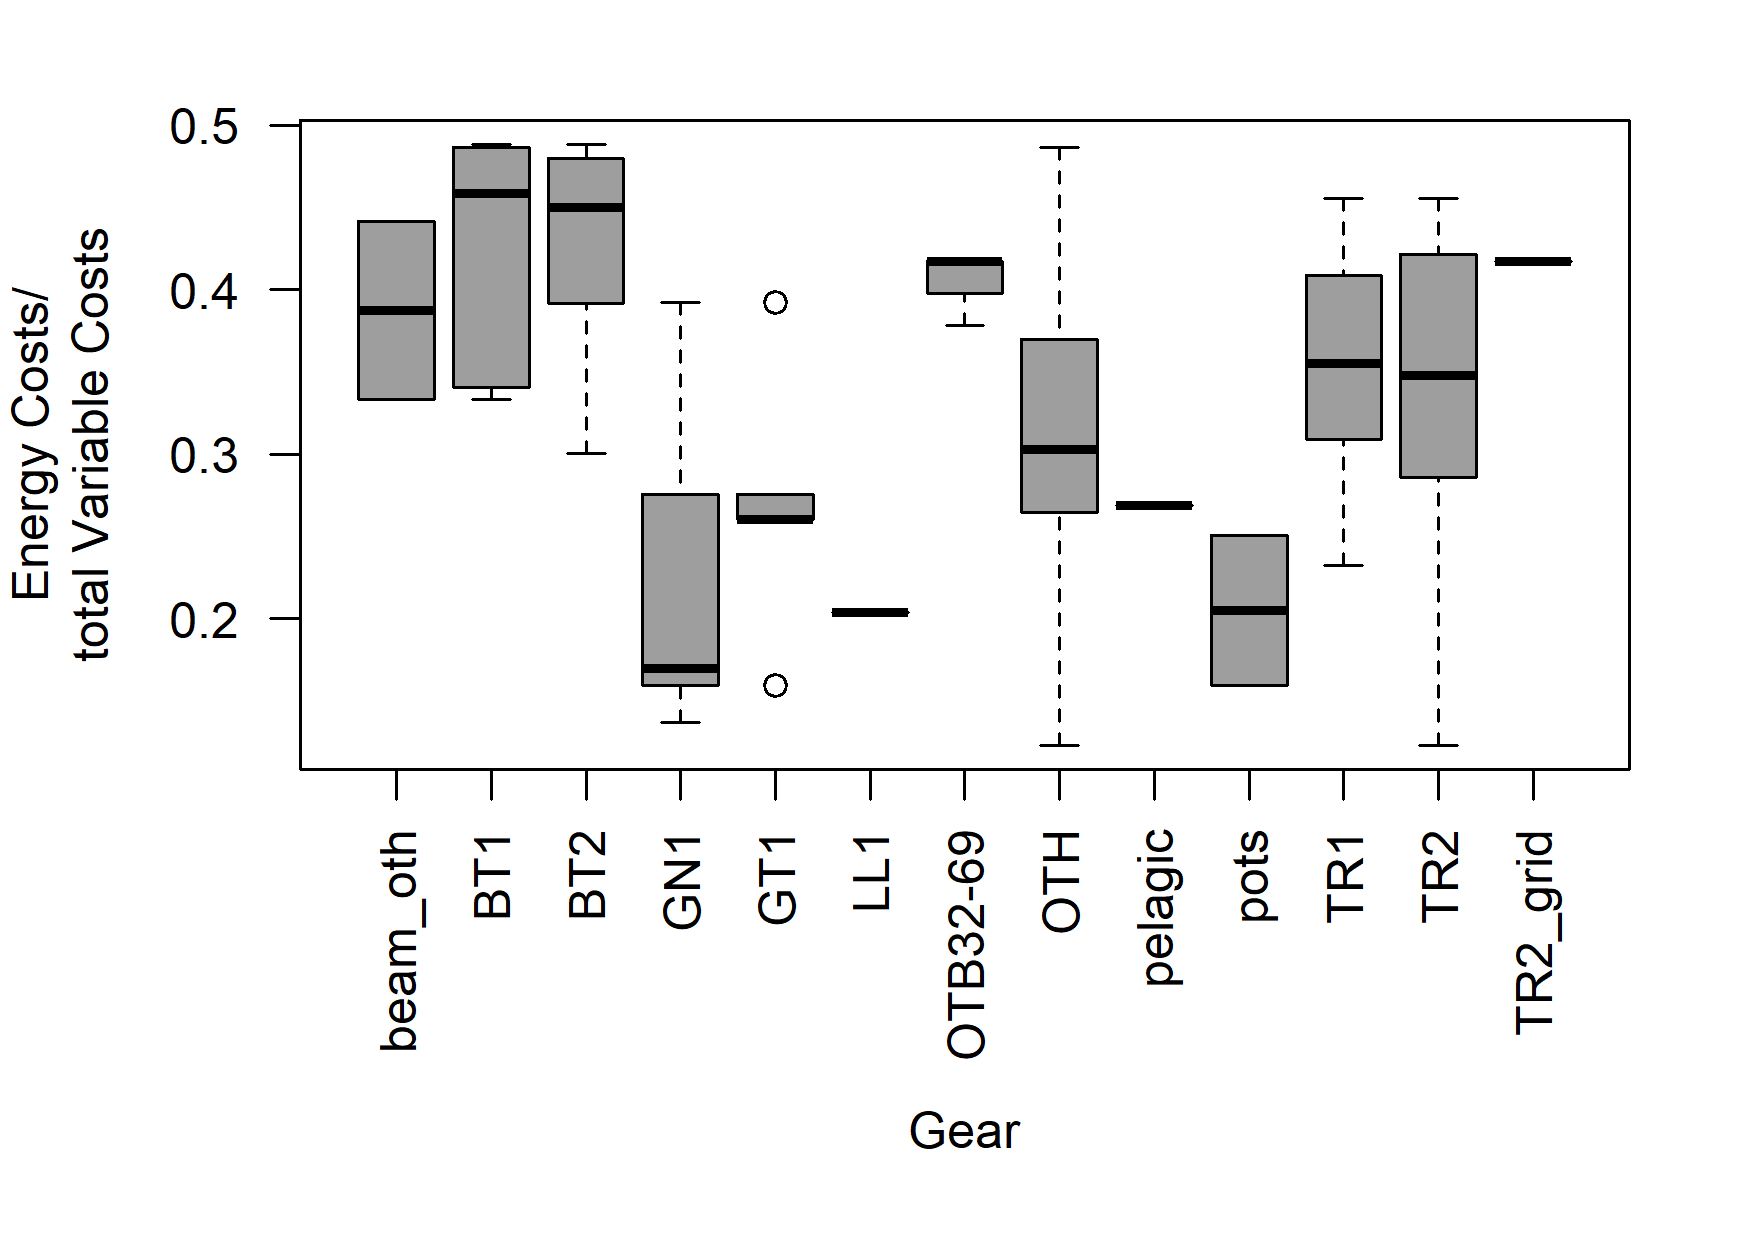 Energy Costs/
total Variable Costs
0.5
0.4
0.3
0.2
beam_oth
BT1
BT2
GN1
GT1
LL1
OTB32-69
OTH
pelagic
pots
TR1
TR2
TR2_grid
Gear